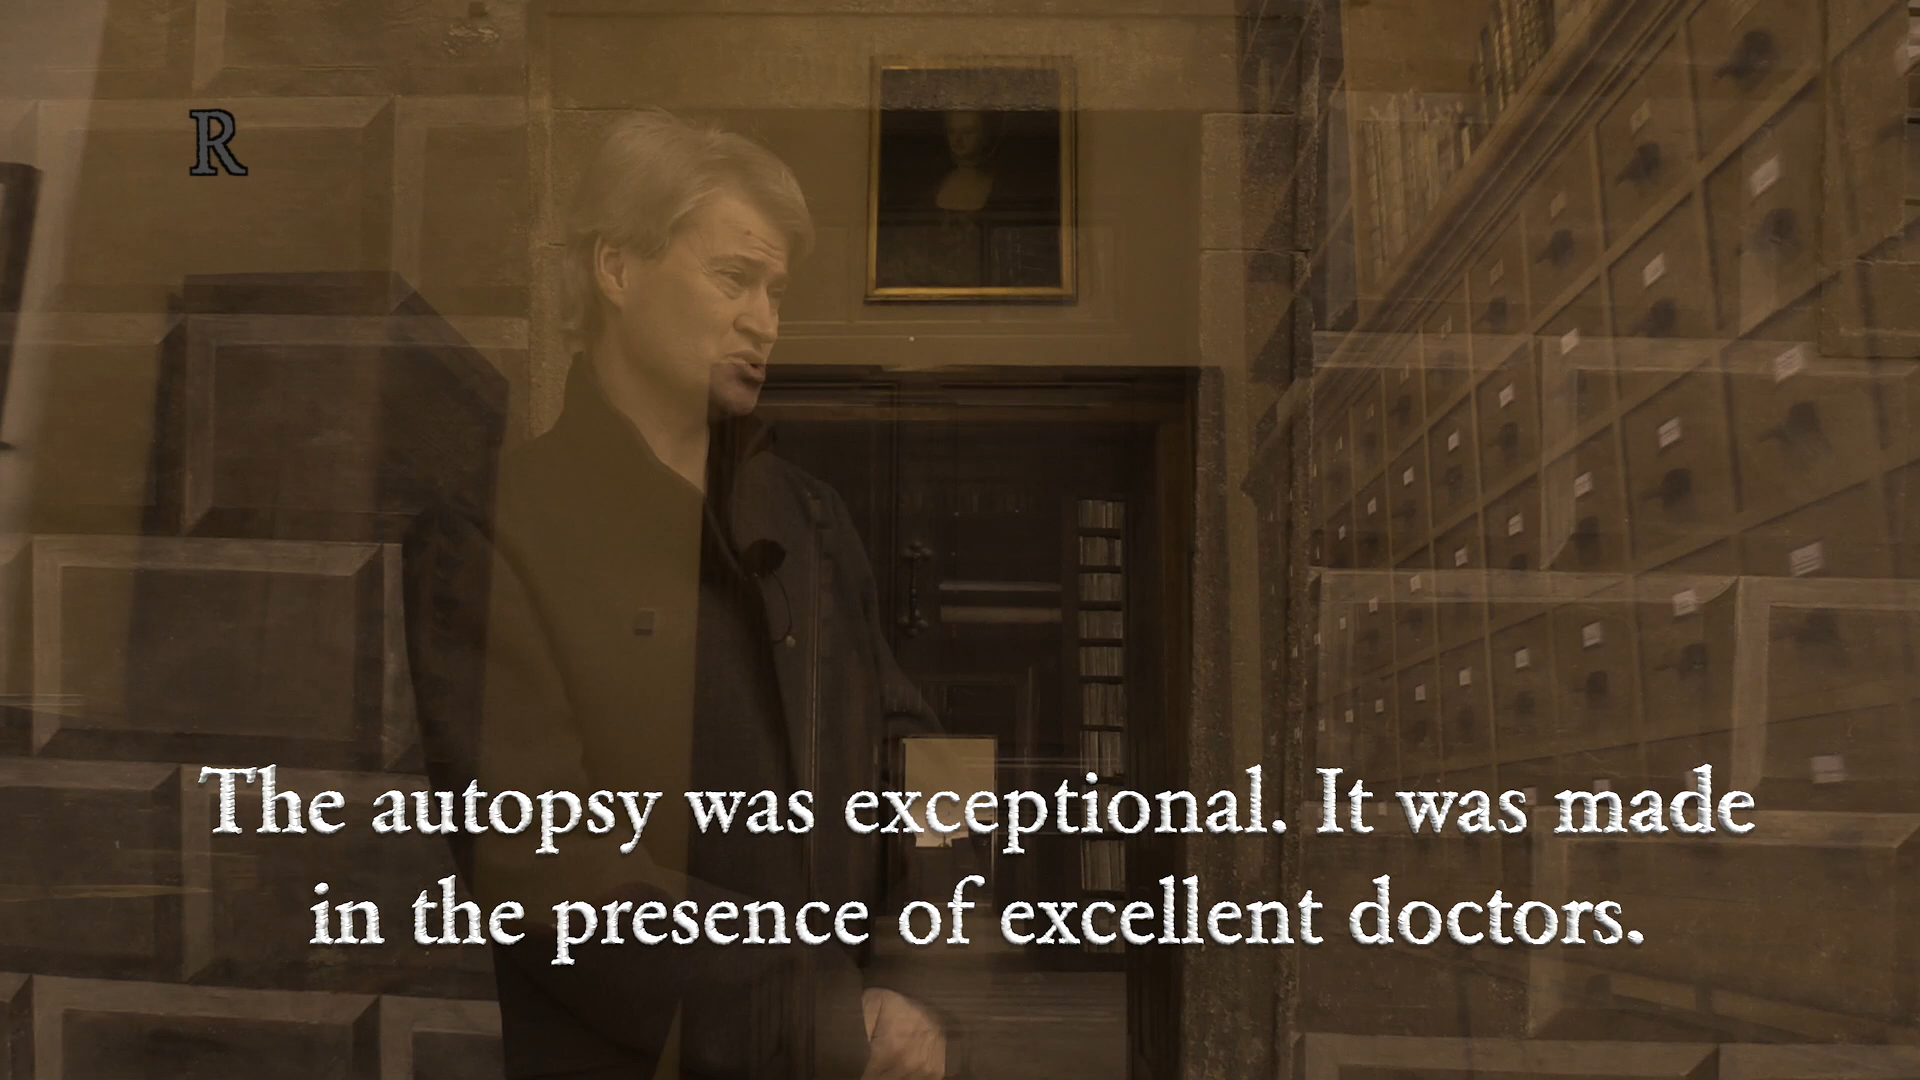 R
The autopsy was exceptional. It was made
in the presence of excellent doctors.